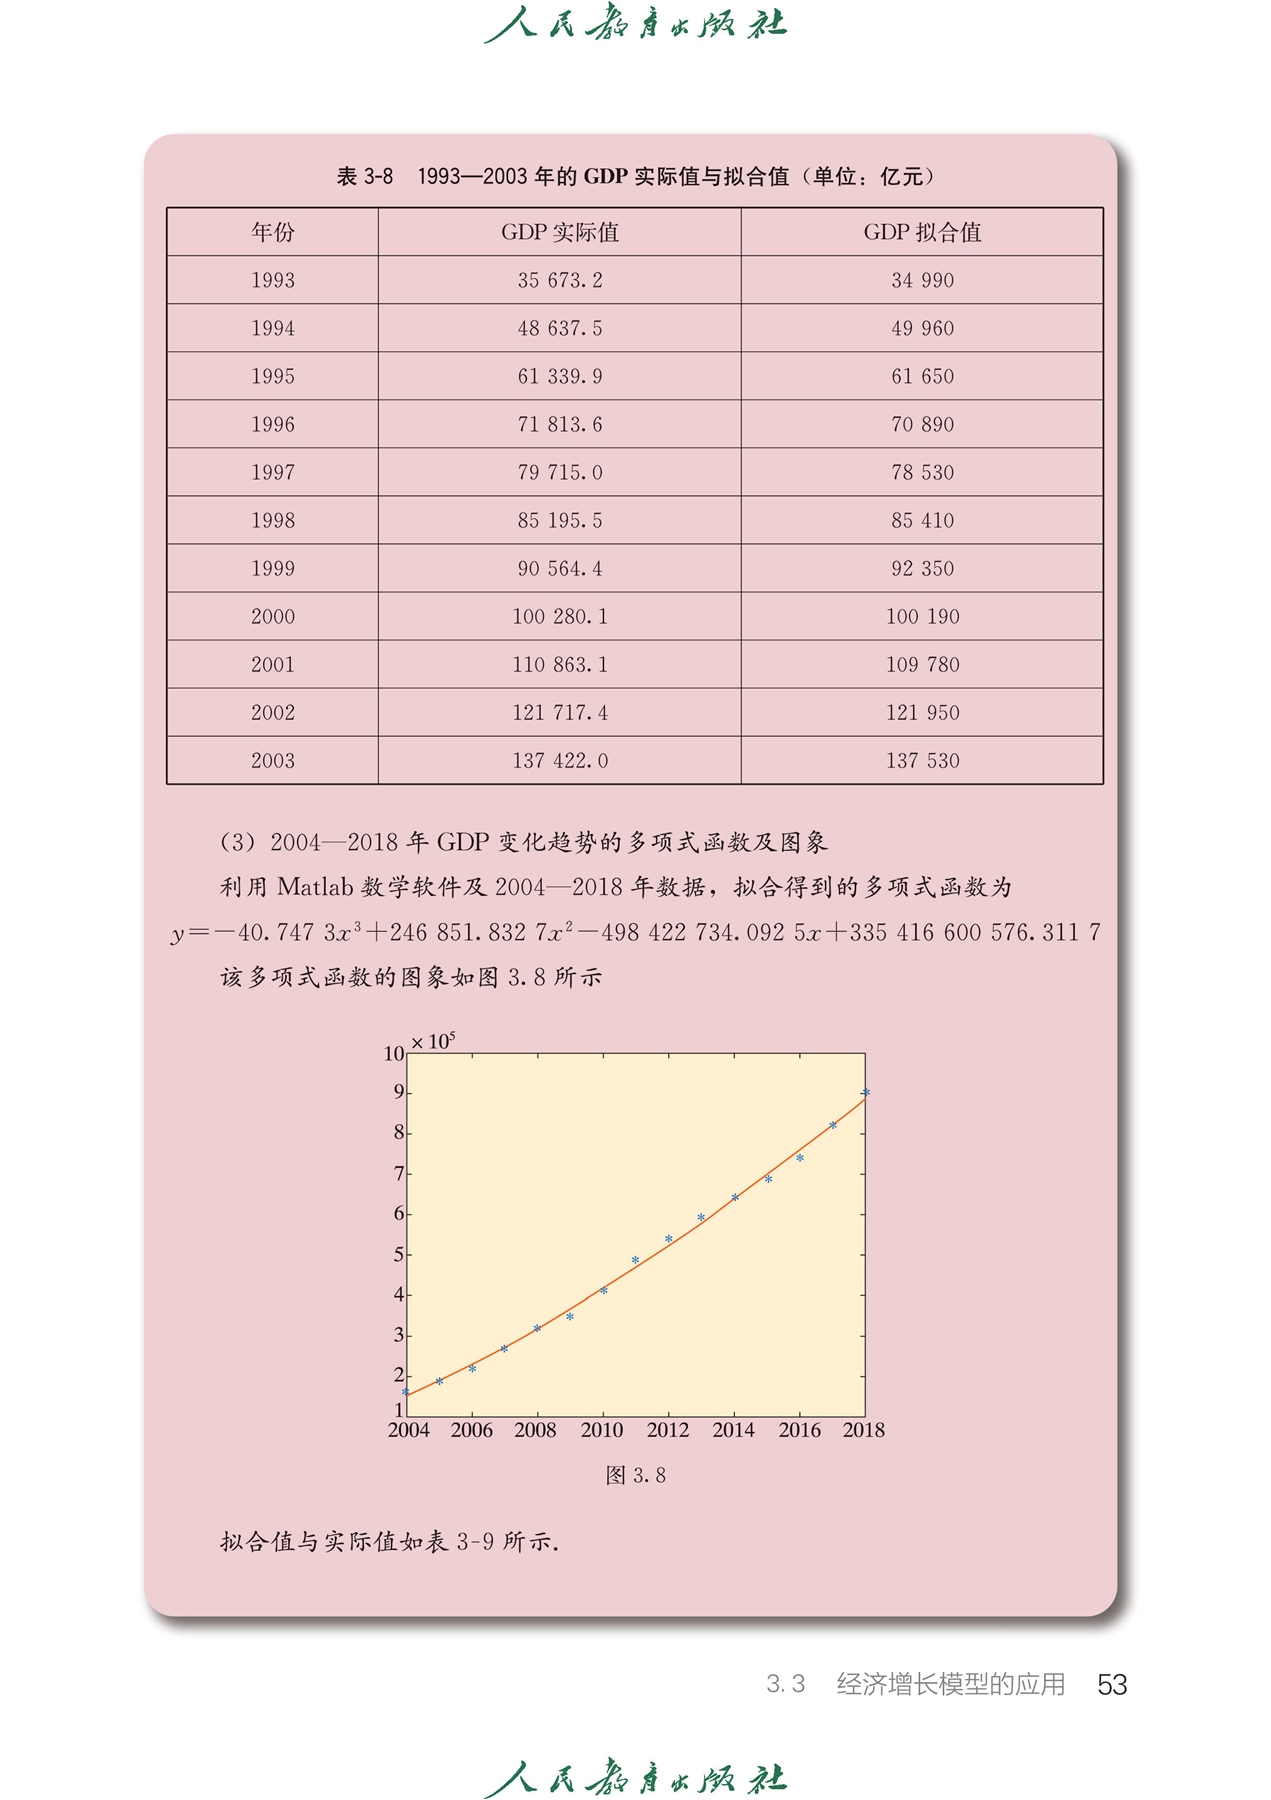 人民教育出版社
表 3-8 1993—2003 年的 GDP 实际值与拟合值（单位：亿元）
年份 GDP 实际值 GDP 拟合值
1993 35 673.2 34 990
1994 48 637.5 49 960
1995 61 339.9 61 650
1996 71 813.6 70 890
1997 79 715.0 78 530
1998 85 195.5 85 410
1999 90 564.4 92 350
2000 100 280.1 100 190
2001 110 863.1 109 780
2002 121 717.4 121 950
2003 137 422.0 137 530
（3）2004—2018 年 GDP 变化趋势的多项式函数及图象
利用 Matlab 数学软件及 2004—2018 年数据，拟合得到的多项式函数为
y=−40.747 3x³+246 851.832 7x²−498 422 734.092 5x+335 416 600 576.311 7
该多项式函数的图象如图 3.8 所示
×10⁵
10
9
8
7
6
5
4
3
2
1
2004 2006 2008 2010 2012 2014 2016 2018
图 3.8
拟合值与实际值如表 3-9 所示.
3.3 经济增长模型的应用 53
人民教育出版社